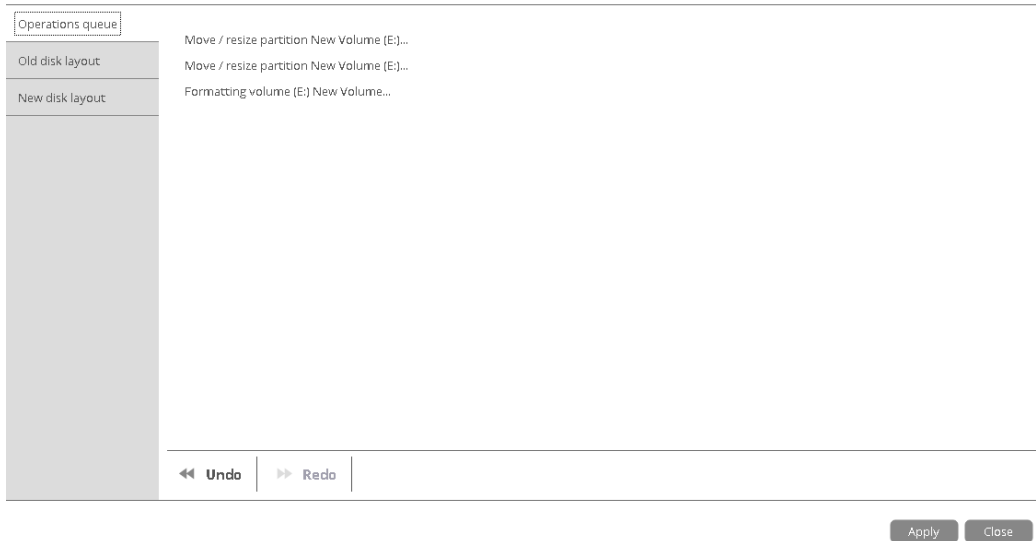 Operations queue
Old disk layout
New disk layout
Move / resize partition New Volume (E:)...
Move / resize partition New Volume (E:)...
Formatting volume (E:) New Volume...
Undo
Redo
Apply
Close